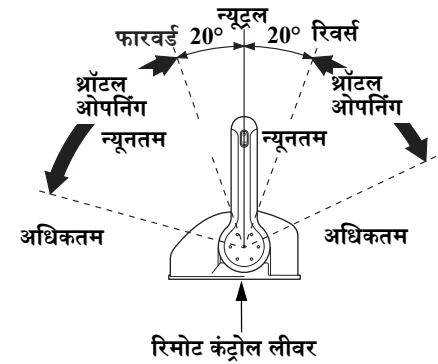 न्यूट्रल
फारवर्ड 20° 20° रिवर्स
थ्रॉटल
ओपनिंग
न्यूनतम
थ्रॉटल
ओपनिंग
न्यूनतम
अधिकतम
अधिकतम
रिमोट कंट्रोल लीवर